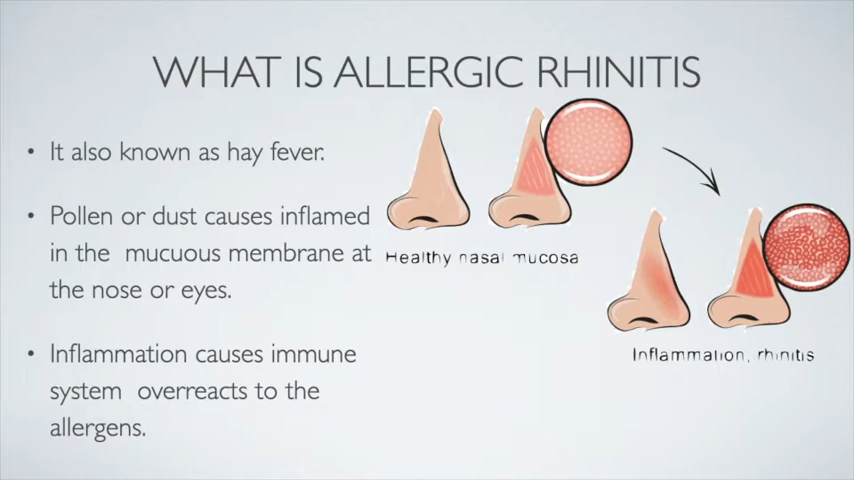 WHAT IS ALLERGIC RHINITIS
• It also known as hay fever.
• Pollen or dust causes inflamed
in the mucuous membrane at
the nose or eyes.
• Inflammation causes immune
system overreacts to the
allergens.
Healthy nasal mucosa
Inflammation, rhinitis